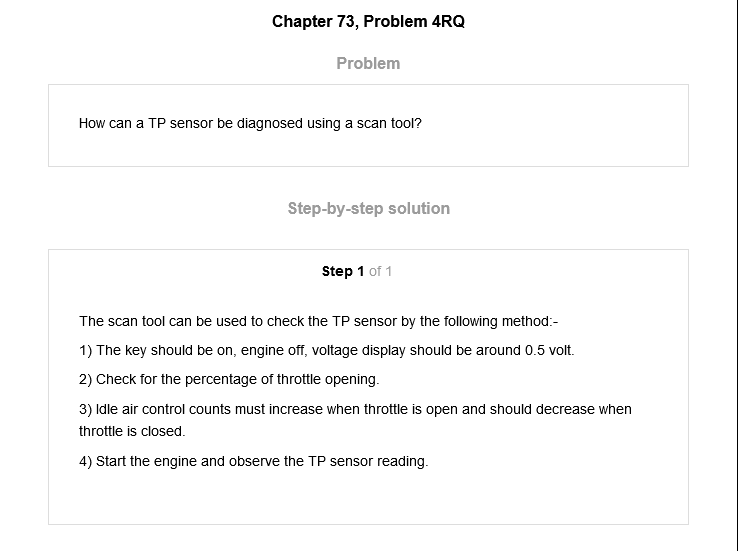 Chapter 73, Problem 4RQ
Problem
How can a TP sensor be diagnosed using a scan tool?
Step-by-step solution
Step 1 of 1
The scan tool can be used to check the TP sensor by the following method:-
1) The key should be on, engine off, voltage display should be around 0.5 volt.
2) Check for the percentage of throttle opening.
3) Idle air control counts must increase when throttle is open and should decrease when
throttle is closed.
4) Start the engine and observe the TP sensor reading.